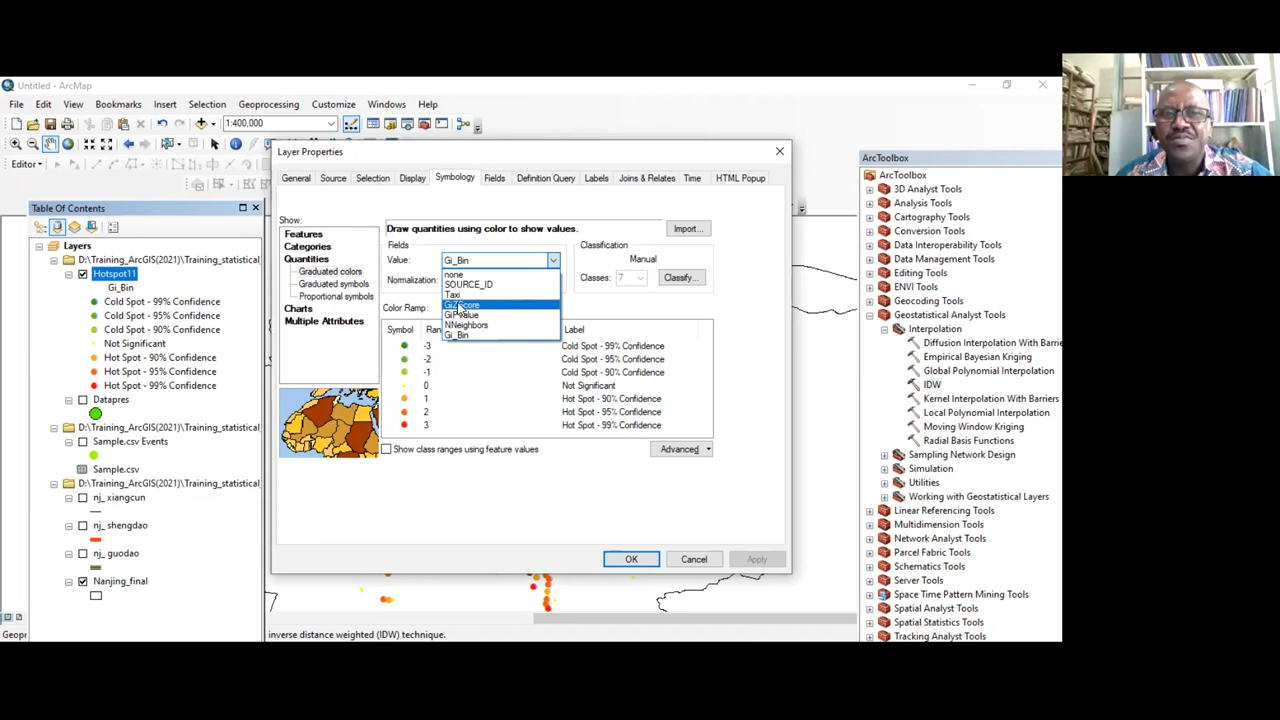 Untitled - ArcMap
File Edit View Bookmarks Insert Selection Geoprocessing Customize Windows Help
1:400,000
Editor
Table Of Contents
Layers
D:\Training_ArcGIS(2021)\Training_statistical_
Hotspot11
Gi_Bin
Cold Spot - 99% Confidence
Cold Spot - 95% Confidence
Cold Spot - 90% Confidence
Not Significant
Hot Spot - 90% Confidence
Hot Spot - 95% Confidence
Hot Spot - 99% Confidence
Datapres
D:\Training_ArcGIS(2021)\Training_statistical_
Sample.csv Events
Sample.csv
D:\Training_ArcGIS(2021)\Training_statistical_
nj_ xiangcun
nj_ shengdao
nj_ guodao
Nanjing_final
Geopr
inverse distance weighted (IDW) technique.
Layer Properties
General Source Selection Display Symbology Fields Definition Query Labels Joins & Relates Time HTML Popup
Show:
Features
Categories
Quantities
Graduated colors
Graduated symbols
Proportional symbols
Charts
Multiple Attributes
Draw quantities using color to show values.
Import...
Fields
Value: Gi_Bin
Normalization:
none
SOURCE_ID
Taxi
GiZScore
GiPValue
NNeighbors
Gi_Bin
Classification
Manual
Classes: 7
Classify...
Color Ramp:
Symbol Ran Label
-3 Cold Spot - 99% Confidence
-2 Cold Spot - 95% Confidence
-1 Cold Spot - 90% Confidence
0 Not Significant
1 Hot Spot - 90% Confidence
2 Hot Spot - 95% Confidence
3 Hot Spot - 99% Confidence
Show class ranges using feature values
Advanced
OK Cancel Apply
ArcToolbox
ArcToolbox
3D Analyst Tools
Analysis Tools
Cartography Tools
Conversion Tools
Data Interoperability Tools
Data Management Tools
Editing Tools
Geocoding Tools
Geostatistical Analyst Tools
Interpolation
Diffusion Interpolation With Barrie
Empirical Bayesian Kriging
Global Polynomial Interpolation
IDW
Kernel Interpolation With Barriers
Local Polynomial Interpolation
Moving Window Kriging
Radial Basis Functions
Sampling Network Design
Simulation
Utilities
Working with Geostatistical Layers
Linear Referencing Tools
Multidimension Tools
Network Analyst Tools
Parcel Fabric Tools
Schematics Tools
Server Tools
Space Time Pattern Mining Tools
Spatial Analyst Tools
Spatial Statistics Tools
Tracking Analyst Tools